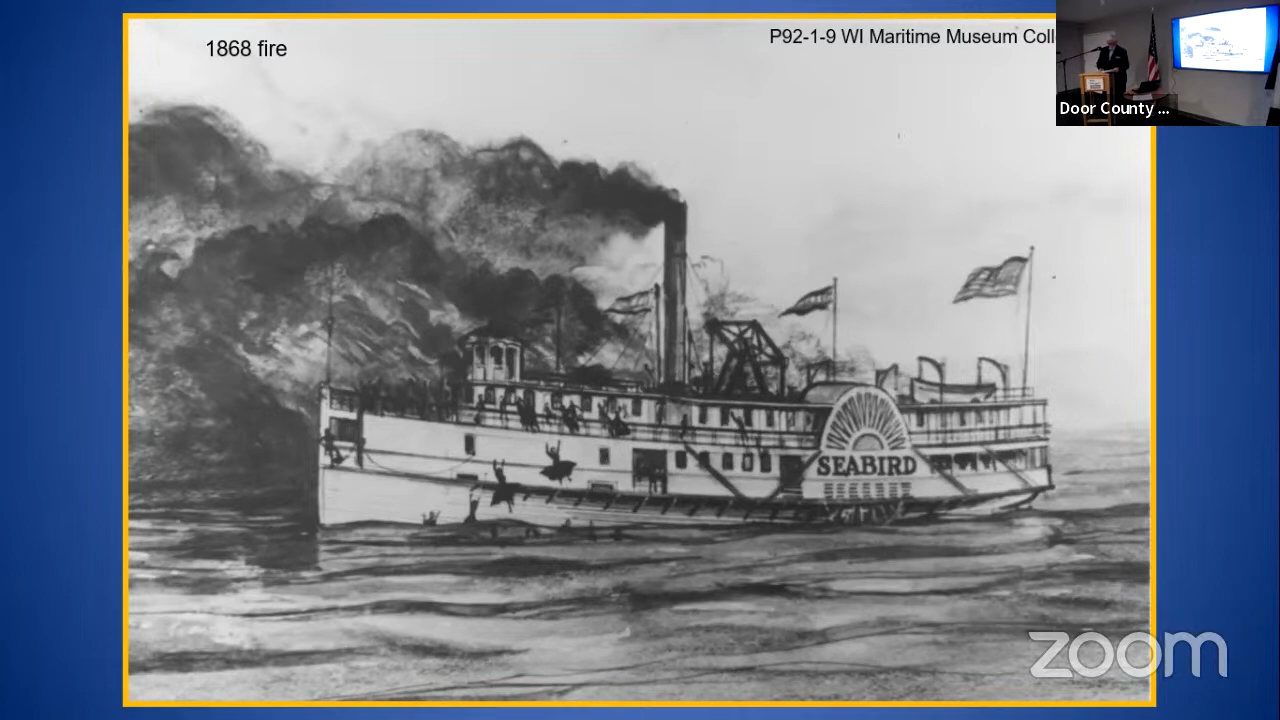 1868 fire
P92-1-9 WI Maritime Museum Coll
Door County ...
SEABIRD
zoom